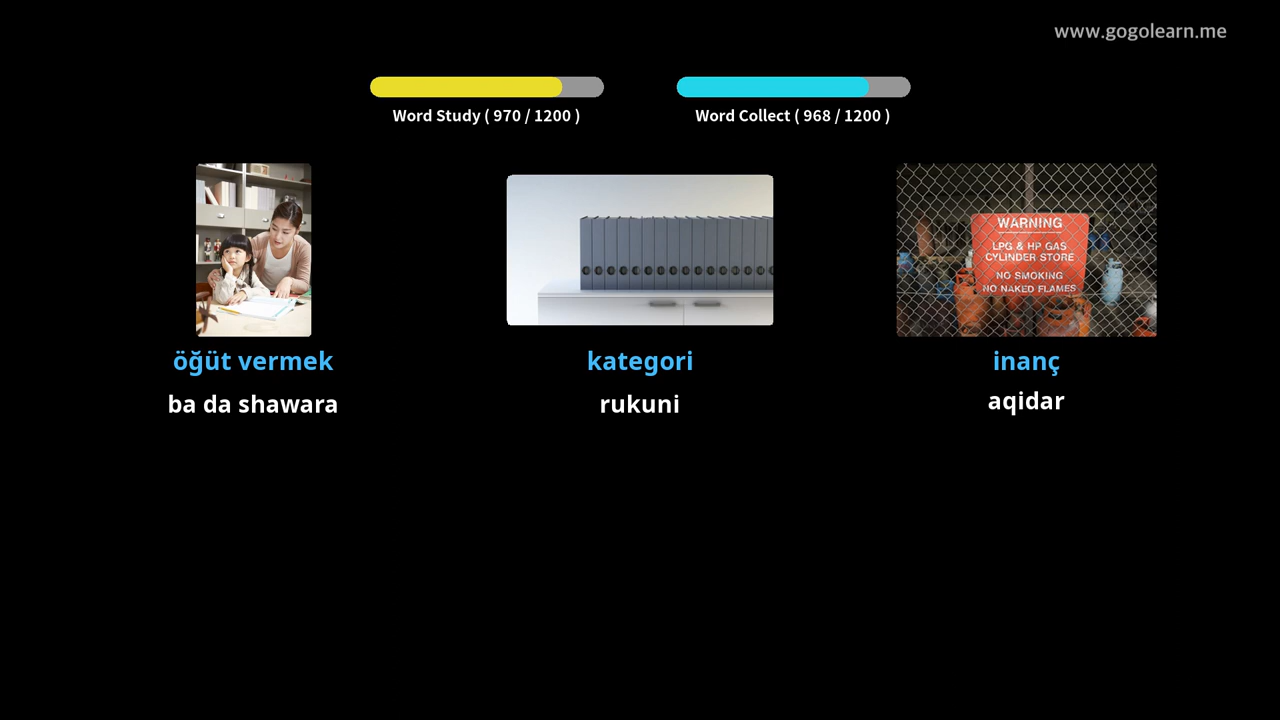 www.gogolearn.me
Word Study ( 970 / 1200 )
Word Collect ( 968 / 1200 )
WARNING
LPG & HP GAS
CYLINDER STORE
NO SMOKING
NO NAKED FLAMES
öğüt vermek
kategori
inanç
ba da shawara
rukuni
aqidar